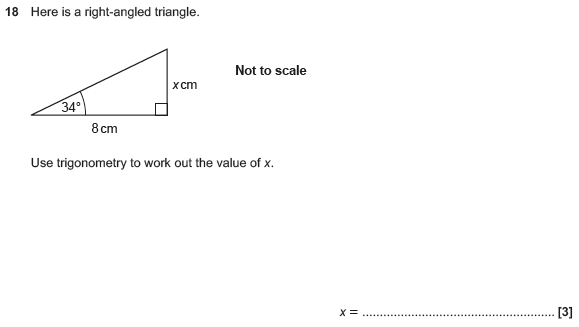 18 Here is a right-angled triangle.
Not to scale
x cm
34°
8 cm
Use trigonometry to work out the value of x.
x = ....................................................... [3]